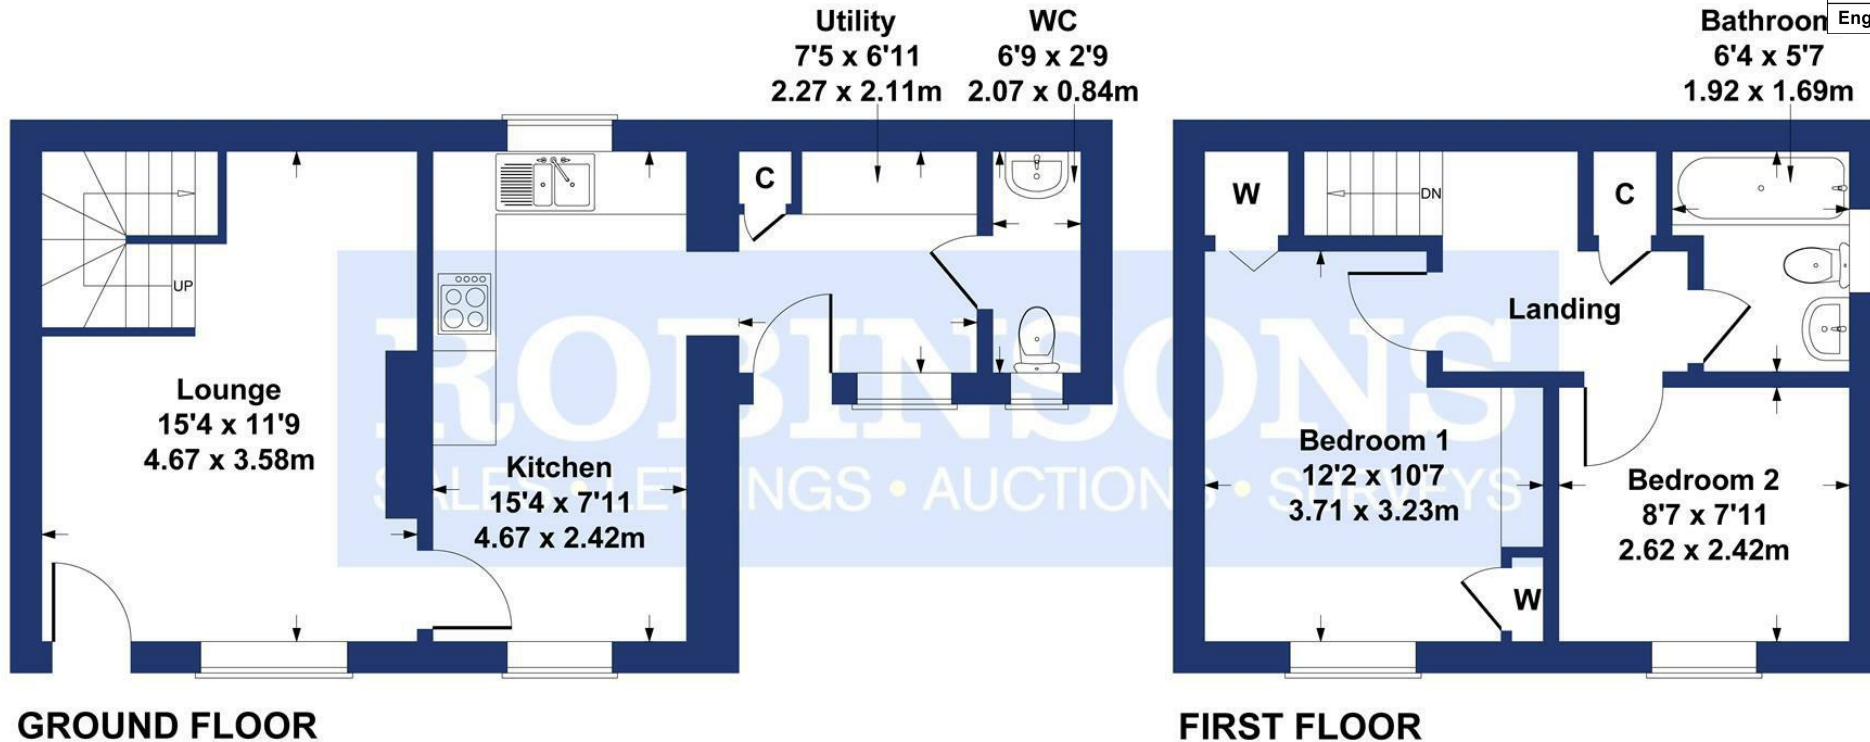 Utility
7'5 x 6'11
2.27 x 2.11m
WC
6'9 x 2'9
2.07 x 0.84m
Bathroom
6'4 x 5'7
1.92 x 1.69m
Eng
C
W
DN
C
UP
Landing
ROBINSONS
SALES • LETTINGS • AUCTIONS • SURVEYS
Lounge
15'4 x 11'9
4.67 x 3.58m
Kitchen
15'4 x 7'11
4.67 x 2.42m
Bedroom 1
12'2 x 10'7
3.71 x 3.23m
Bedroom 2
8'7 x 7'11
2.62 x 2.42m
W
GROUND FLOOR
FIRST FLOOR